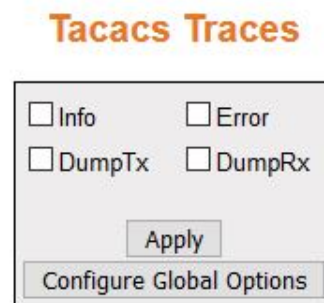 Tacacs Traces
Info Error
DumpTx DumpRx
Apply
Configure Global Options